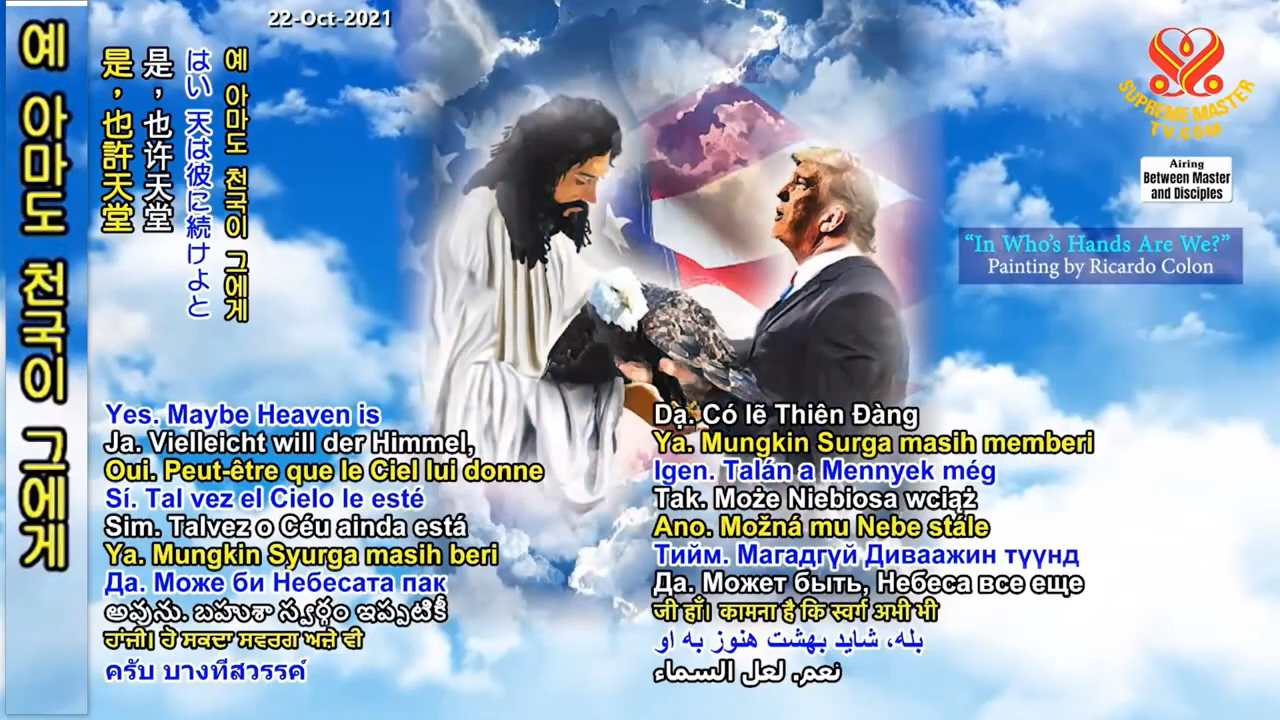 22-Oct-2021
예 아마도 천국이 그에게
是，也許天堂
是，也许天堂
はい 天は彼に続けよと
예 아마도 천국이 그에게
SUPREME MASTER
TV.COM
Airing
Between Master
and Disciples
“In Who's Hands Are We?”
Painting by Ricardo Colon
Yes. Maybe Heaven is
Ja. Vielleicht will der Himmel,
Oui. Peut-être que le Ciel lui donne
Sí. Tal vez el Cielo le esté
Sim. Talvez o Céu ainda está
Ya. Mungkin Syurga masih beri
Да. Може би Небесата пак
అవును. బహుశా స్వర్గం ఇప్పటికీ
ਹਾਂਜੀ। ਹੋ ਸਕਦਾ ਸਵਰਗ ਅਜੇ ਵੀ
ครับ บางทีสวรรค์
Dạ. Có lẽ Thiên Đàng
Ya. Mungkin Surga masih memberi
Igen. Talán a Mennyek még
Tak. Może Niebiosa wciąż
Ano. Možná mu Nebe stále
Тийм. Магадгүй Диваажин түүнд
Да. Может быть, Небеса все еще
जी हाँ। कामना है कि स्वर्ग अभी भी
بله، شاید بهشت هنوز به او
نعم. لعل السماء